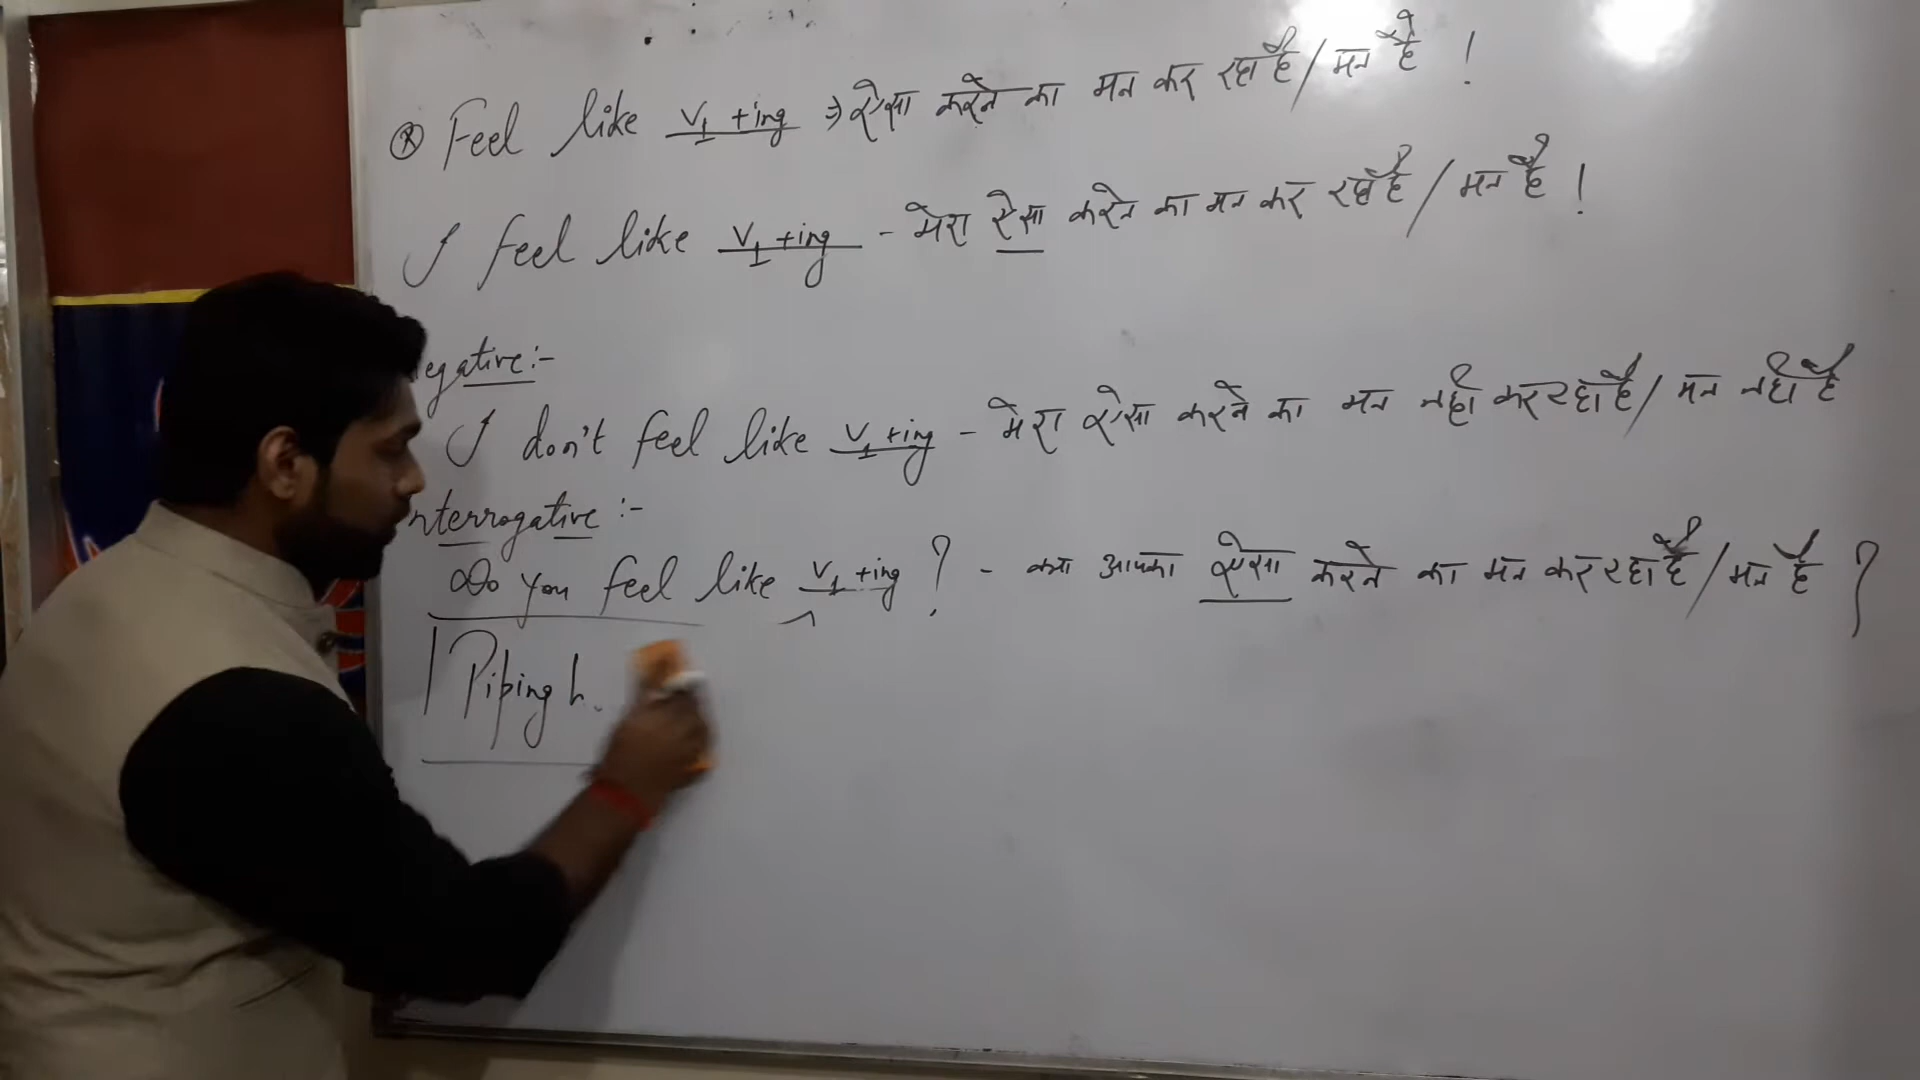 Feel like V1 +ing ⇒ ऐसा करने का मन कर रहा है / मन है !
I feel like V1 +ing - मेरा ऐसा करने का मन कर रहा है / मन है !
egative:-
I don't feel like V1 +ing - मेरा ऐसा करने का मन नहीं कर रहा है / मन नहीं है
nterrogative :-
Do you feel like V1 +ing ? - क्या आपका ऐसा करने का मन कर रहा है / मन है ?
Piping h